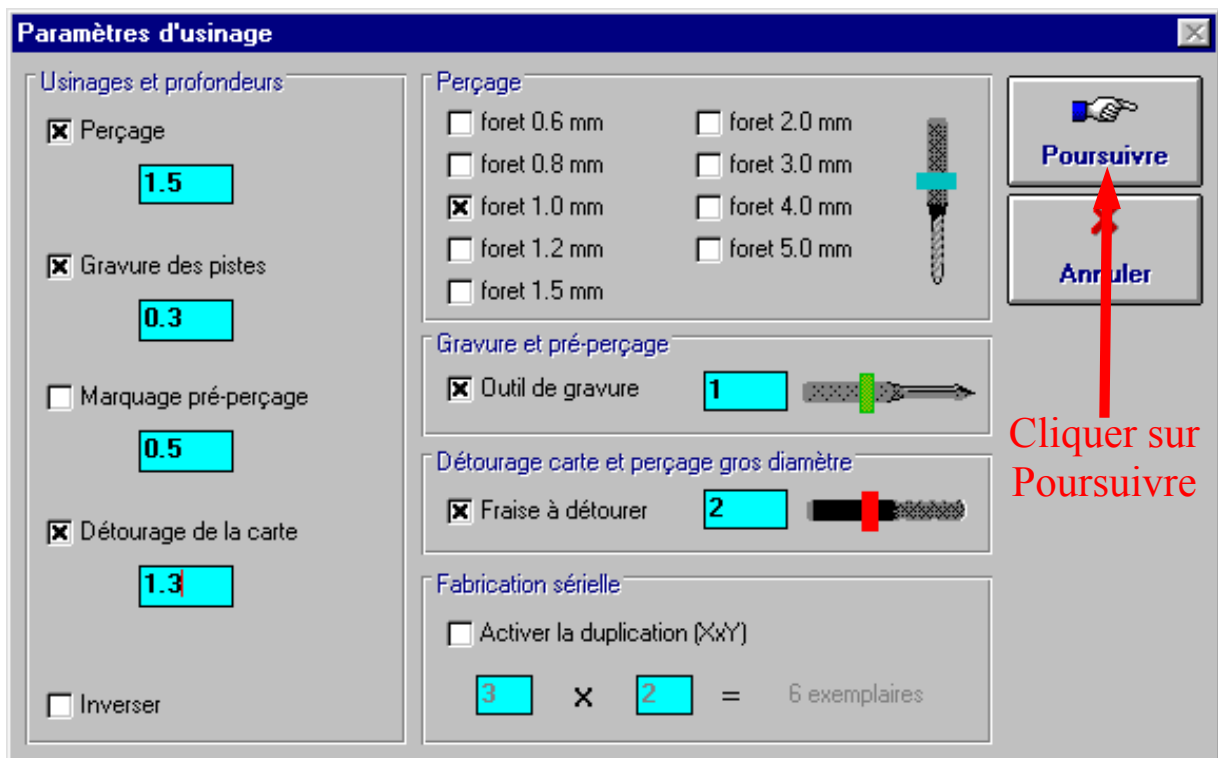 Paramètres d'usinage
Usinages et profondeurs
Perçage
1.5
Gravure des pistes
0.3
Marquage pré-perçage
0.5
Détourage de la carte
1.3
Inverser
Perçage
foret 0.6 mm
foret 0.8 mm
foret 1.0 mm
foret 1.2 mm
foret 1.5 mm
foret 2.0 mm
foret 3.0 mm
foret 4.0 mm
foret 5.0 mm
Gravure et pré-perçage
Outil de gravure
1
Détourage carte et perçage gros diamètre
Fraise à détourer
2
Fabrication sérielle
Activer la duplication (XxY)
3 x 2 = 6 exemplaires
Poursuivre
Annuler
Cliquer sur
Poursuivre